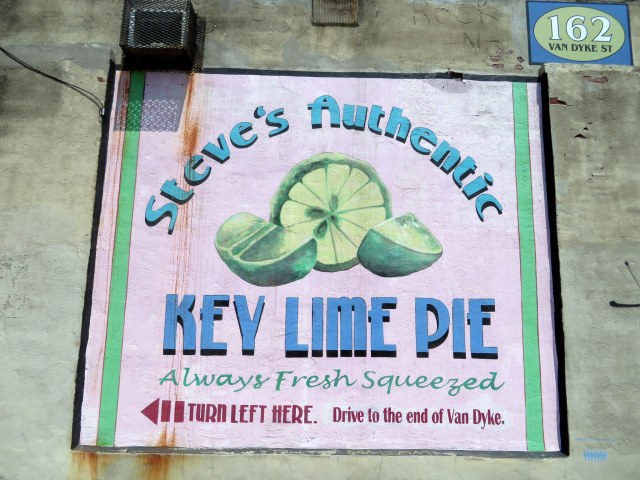 162
VAN DYKE ST
Steve's Authentic
KEY LIME PIE
Always Fresh Squeezed
TURN LEFT HERE. Drive to the end of Van Dyke.